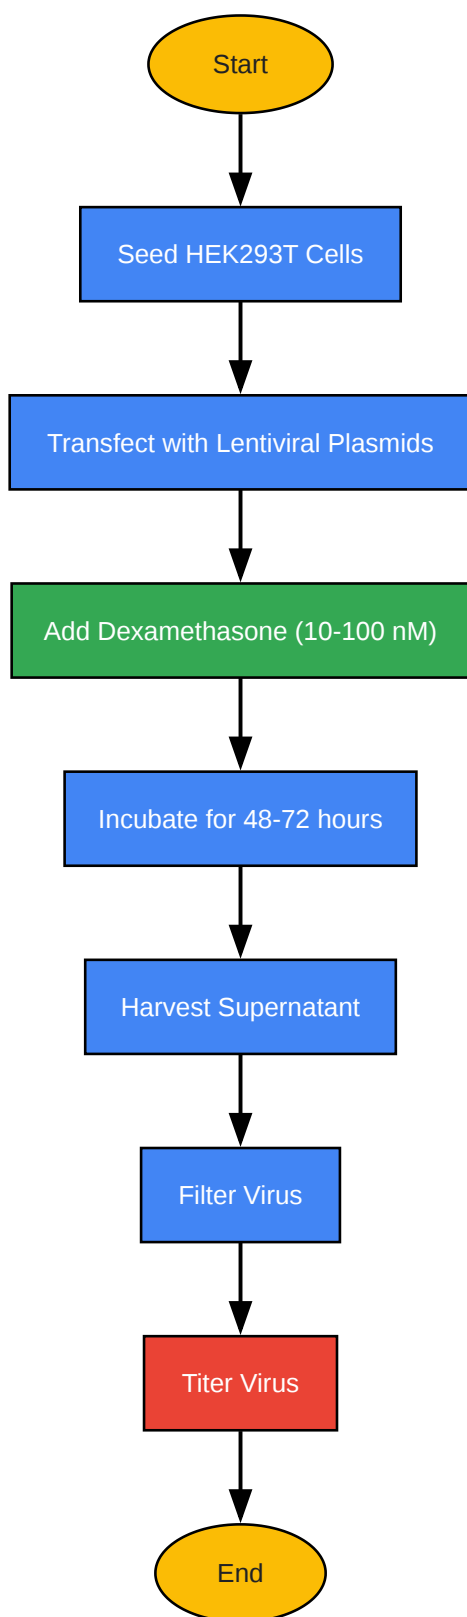 Start
Seed HEK293T Cells
Transfect with Lentiviral Plasmids
Add Dexamethasone (10-100 nM)
Incubate for 48-72 hours
Harvest Supernatant
Filter Virus
Titer Virus
End